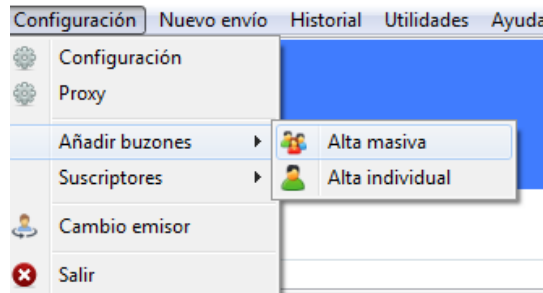 Configuración Nuevo envío Historial Utilidades Ayuda
Configuración
Proxy
Añadir buzones
Alta masiva
Suscriptores
Alta individual
Cambio emisor
Salir